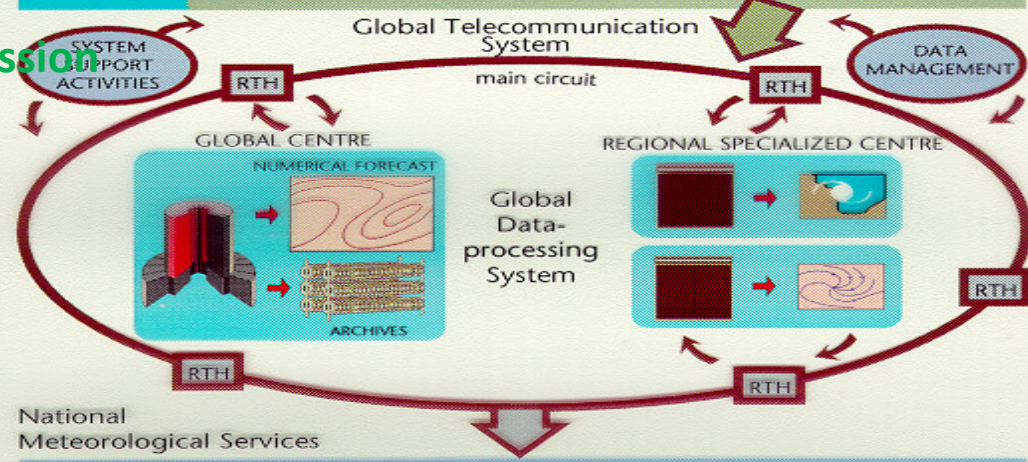 Global Telecommunication
System
main circuit
ssion
SYSTEM
SUPPORT
ACTIVITIES
DATA
MANAGEMENT
RTH
RTH
GLOBAL CENTRE
REGIONAL SPECIALIZED CENTRE
NUMERICAL FORECAST
Global
Data-
processing
System
ARCHIVES
RTH
RTH
RTH
National
Meteorological Services